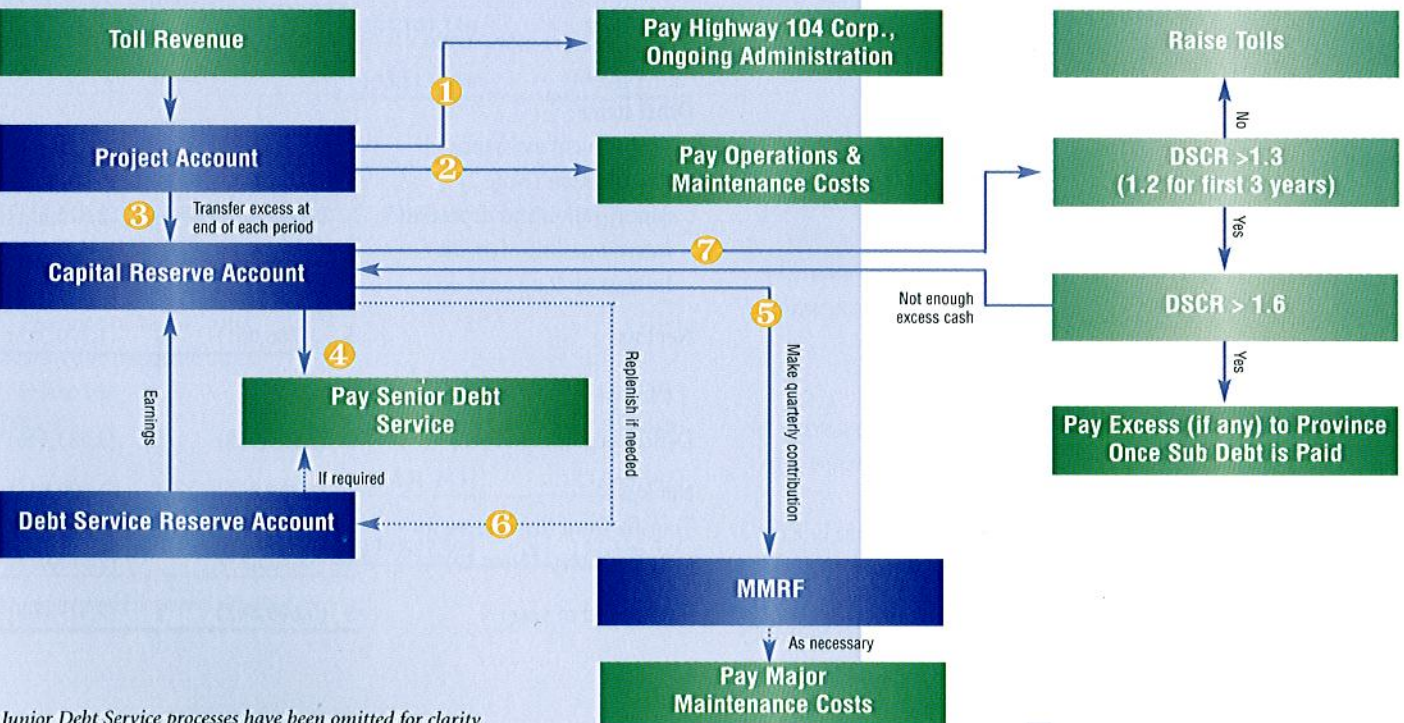 Toll Revenue
Pay Highway 104 Corp.,
Ongoing Administration
Raise Tolls
1
No
Project Account
2
Pay Operations &
Maintenance Costs
DSCR >1.3
(1.2 for first 3 years)
3
Transfer excess at
end of each period
Yes
Capital Reserve Account
7
Not enough
excess cash
DSCR > 1.6
5
4
Yes
Earnings
Pay Senior Debt
Service
Replenish if needed
Make quarterly contribution
Pay Excess (if any) to Province
Once Sub Debt is Paid
If required
Debt Service Reserve Account
6
MMRF
As necessary
Pay Major
Maintenance Costs
Junior Debt Service processes have been omitted for clarity